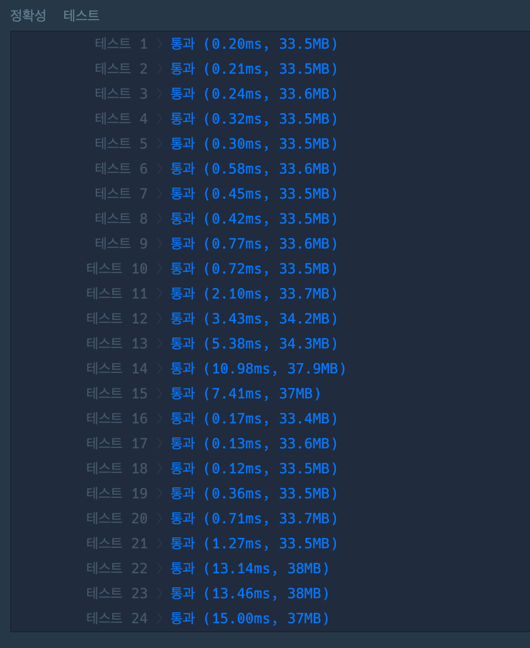 정확성 테스트
테스트 1 〉 통과 (0.20ms, 33.5MB)
테스트 2 〉 통과 (0.21ms, 33.5MB)
테스트 3 〉 통과 (0.24ms, 33.6MB)
테스트 4 〉 통과 (0.32ms, 33.5MB)
테스트 5 〉 통과 (0.30ms, 33.5MB)
테스트 6 〉 통과 (0.58ms, 33.6MB)
테스트 7 〉 통과 (0.45ms, 33.5MB)
테스트 8 〉 통과 (0.42ms, 33.5MB)
테스트 9 〉 통과 (0.77ms, 33.6MB)
테스트 10 〉 통과 (0.72ms, 33.5MB)
테스트 11 〉 통과 (2.10ms, 33.7MB)
테스트 12 〉 통과 (3.43ms, 34.2MB)
테스트 13 〉 통과 (5.38ms, 34.3MB)
테스트 14 〉 통과 (10.98ms, 37.9MB)
테스트 15 〉 통과 (7.41ms, 37MB)
테스트 16 〉 통과 (0.17ms, 33.4MB)
테스트 17 〉 통과 (0.13ms, 33.6MB)
테스트 18 〉 통과 (0.12ms, 33.5MB)
테스트 19 〉 통과 (0.36ms, 33.5MB)
테스트 20 〉 통과 (0.71ms, 33.7MB)
테스트 21 〉 통과 (1.27ms, 33.5MB)
테스트 22 〉 통과 (13.14ms, 38MB)
테스트 23 〉 통과 (13.46ms, 38MB)
테스트 24 〉 통과 (15.00ms, 37MB)